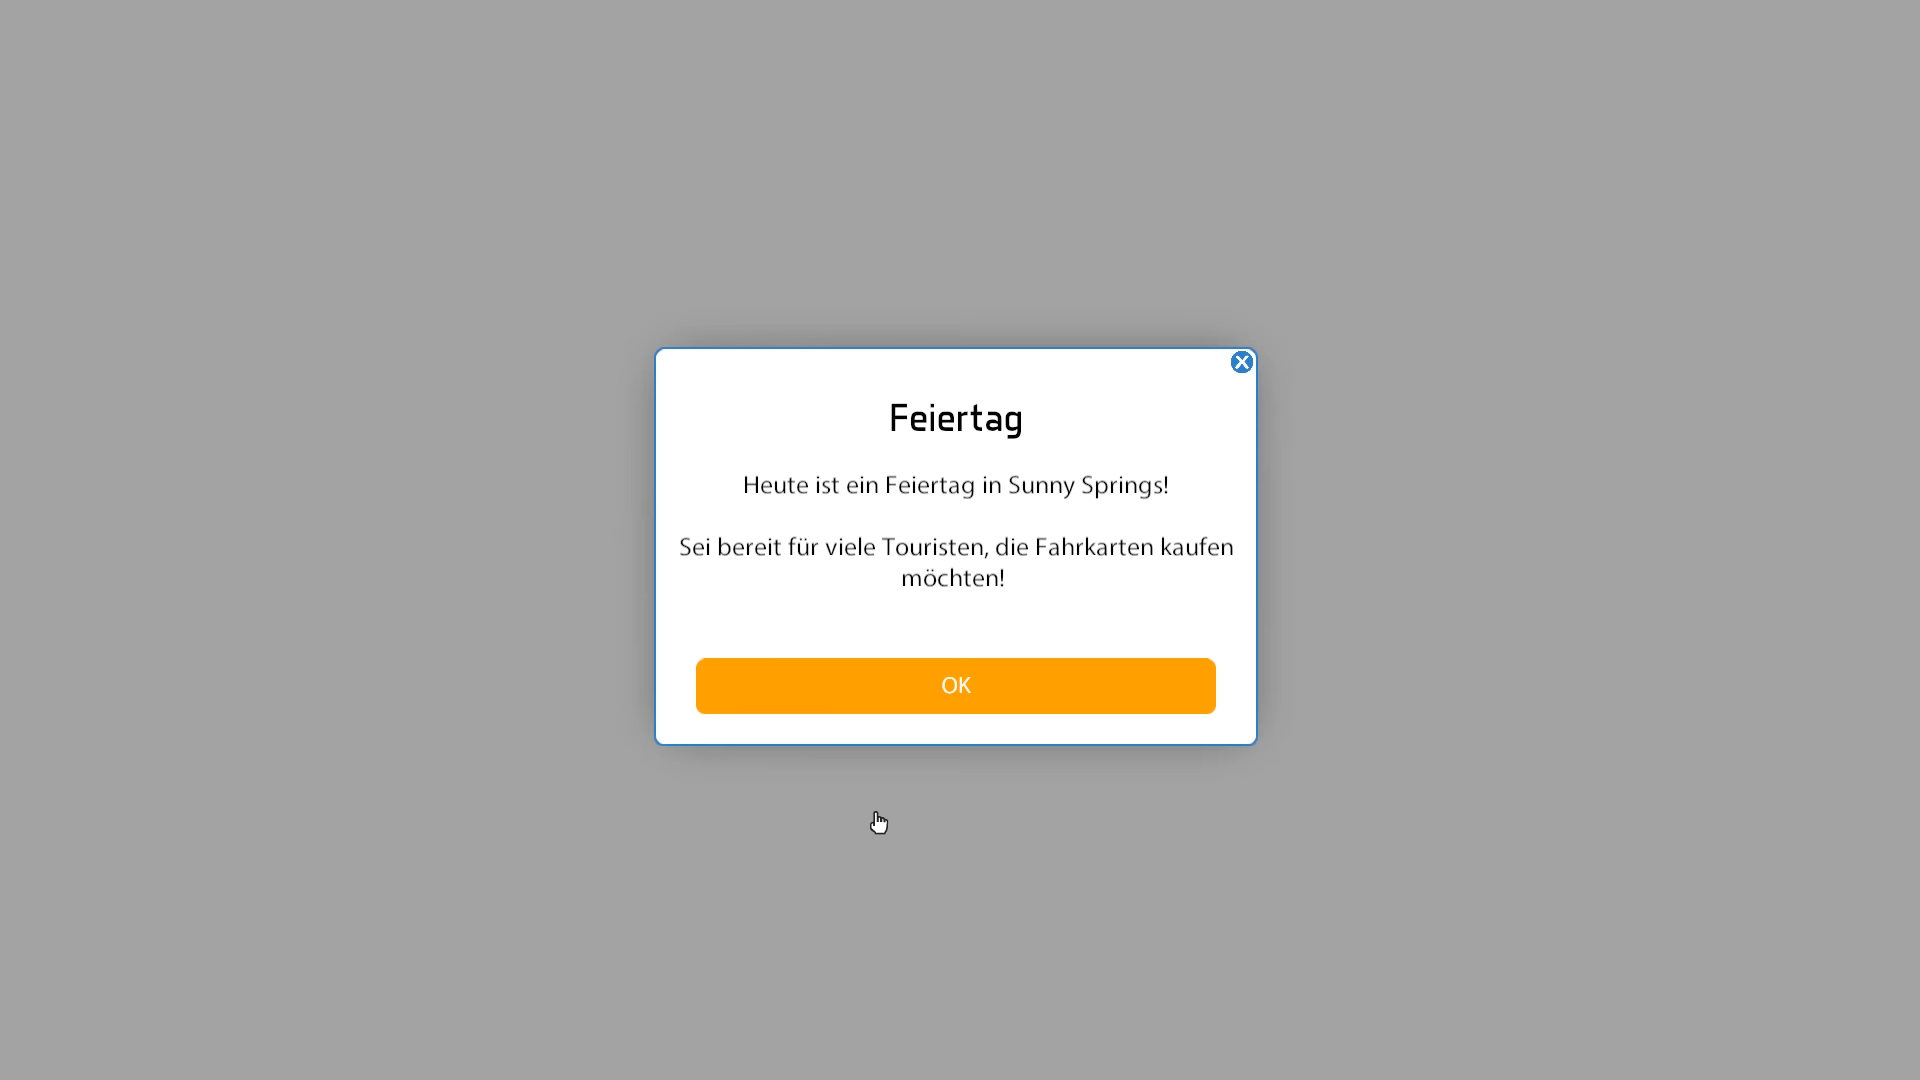 Feiertag
Heute ist ein Feiertag in Sunny Springs!
Sei bereit für viele Touristen, die Fahrkarten kaufen
möchten!
OK